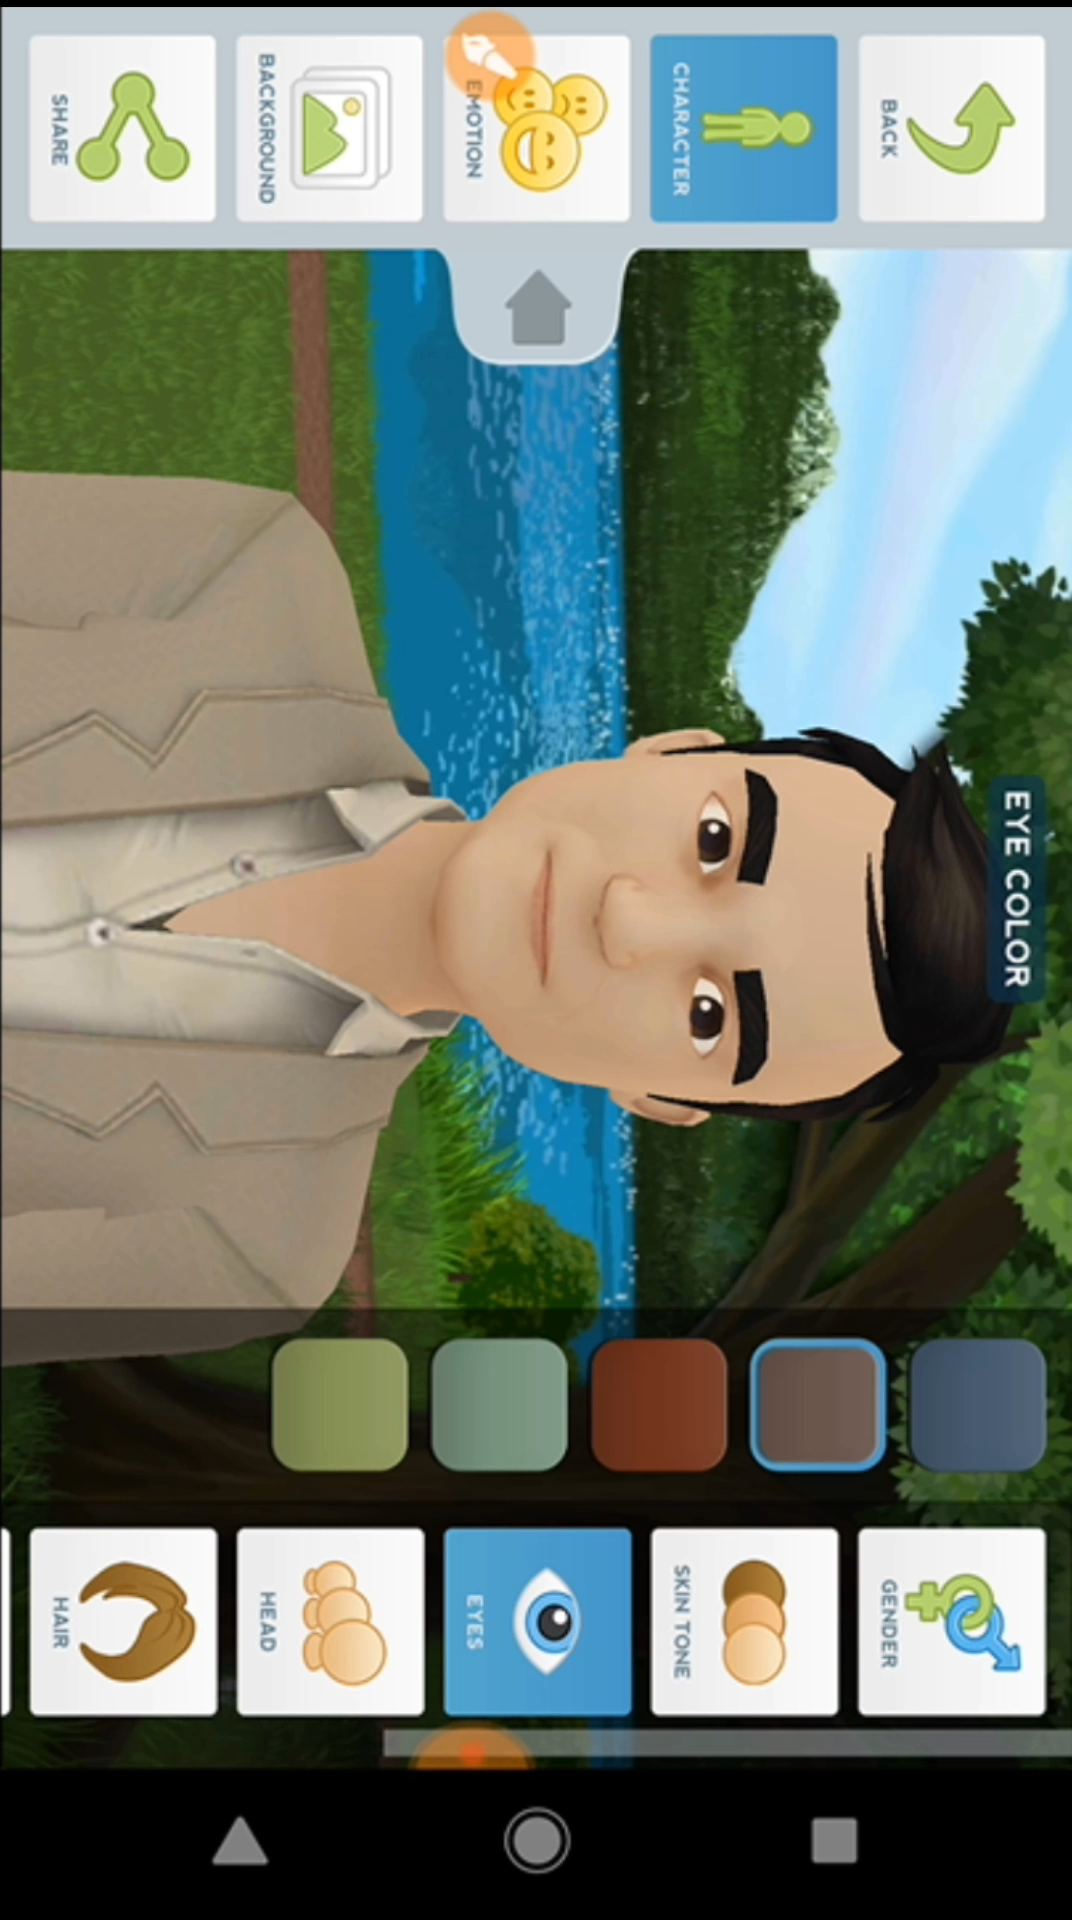 BACK
CHARACTER
EMOTION
BACKGROUND
SHARE
EYE COLOR
GENDER
SKIN TONE
EYES
HEAD
HAIR